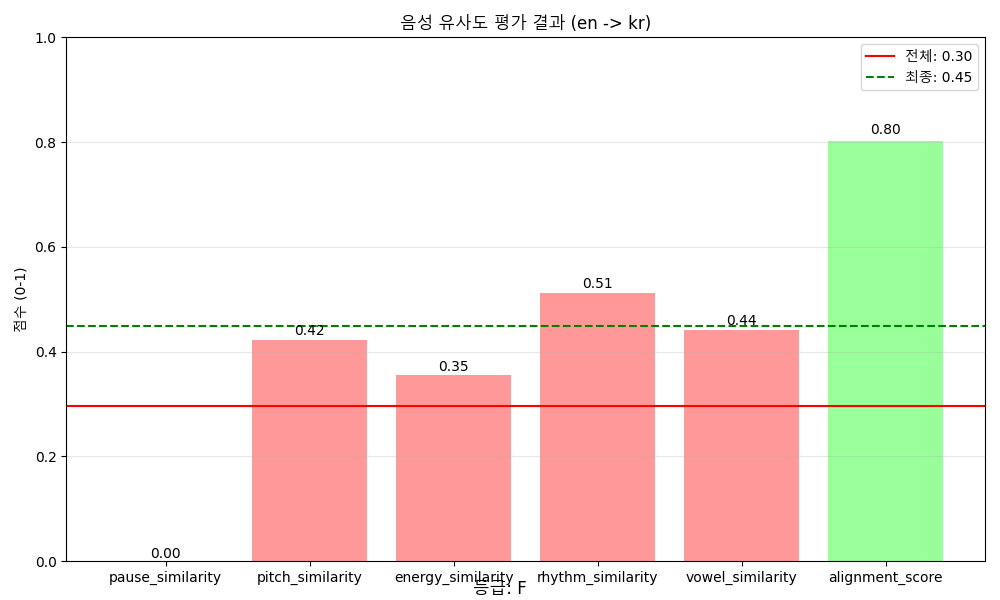 음성 유사도 평가 결과 (en -> kr)
전체: 0.30
최종: 0.45
점수 (0-1)
1.0
0.8
0.6
0.4
0.2
0.0
0.00
0.42
0.35
0.51
0.44
0.80
pause_similarity
pitch_similarity
energy_similarity
rhythm_similarity
vowel_similarity
alignment_score
등급: F